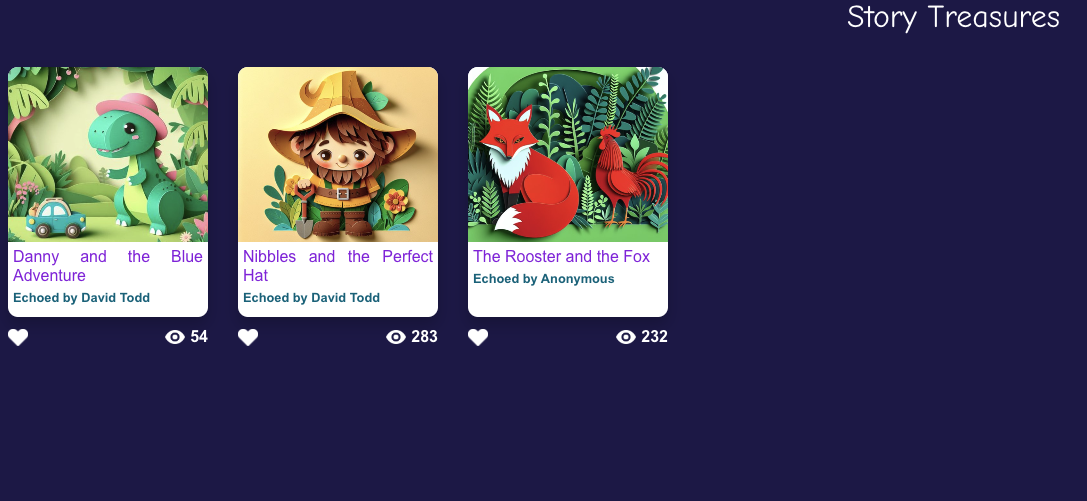 Story Treasures
Danny and the Blue
Adventure
Echoed by David Todd
54
Nibbles and the Perfect
Hat
Echoed by David Todd
283
The Rooster and the Fox
Echoed by Anonymous
232